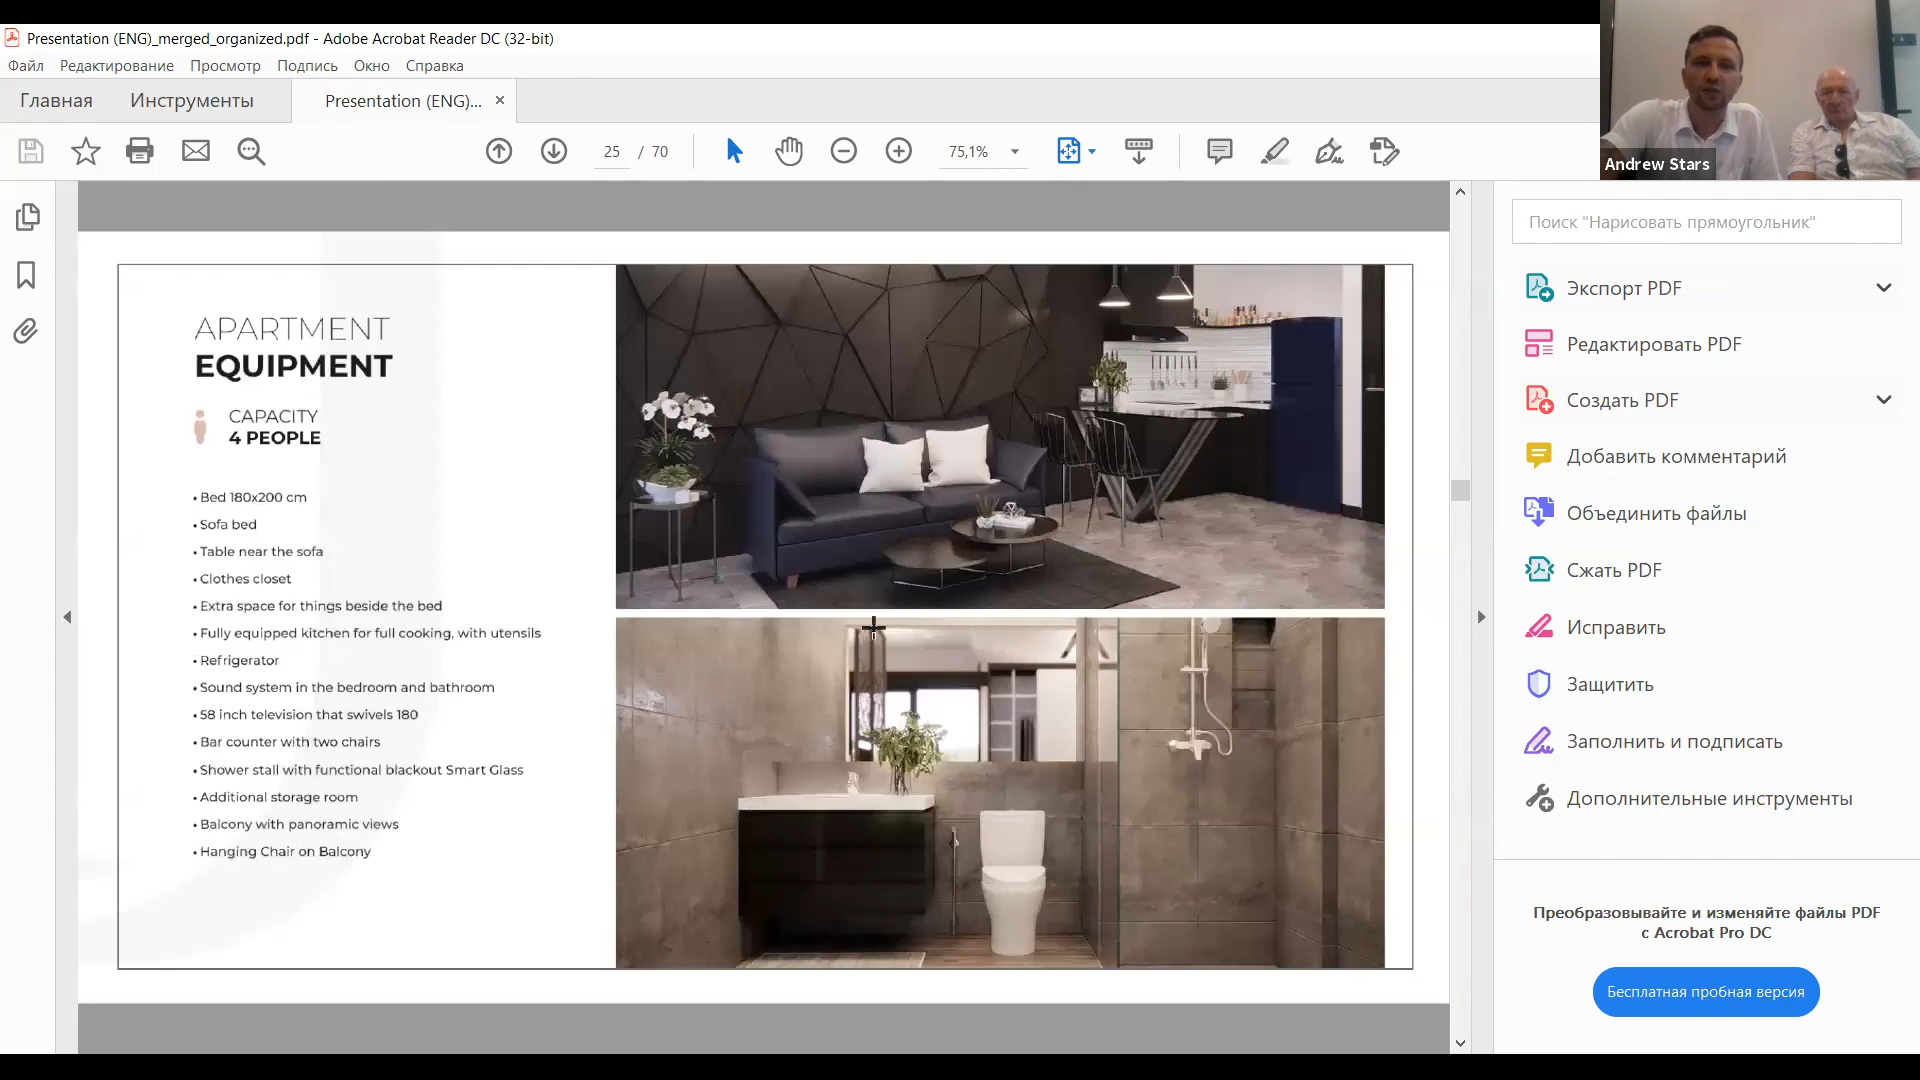 Presentation (ENG)_merged_organized.pdf - Adobe Acrobat Reader DC (32-bit)
Файл Редактирование Просмотр Подпись Окно Справка
Главная Инструменты Presentation (ENG)... ×
25 / 70 75,1%
Andrew Stars
APARTMENT
EQUIPMENT
CAPACITY
4 PEOPLE
• Bed 180x200 cm
• Sofa bed
• Table near the sofa
• Clothes closet
• Extra space for things beside the bed
• Fully equipped kitchen for full cooking, with utensils
• Refrigerator
• Sound system in the bedroom and bathroom
• 58 inch television that swivels 180
• Bar counter with two chairs
• Shower stall with functional blackout Smart Glass
• Additional storage room
• Balcony with panoramic views
• Hanging Chair on Balcony
Поиск "Нарисовать прямоугольник"
Экспорт PDF
Редактировать PDF
Создать PDF
Добавить комментарий
Объединить файлы
Сжать PDF
Исправить
Защитить
Заполнить и подписать
Дополнительные инструменты
Преобразовывайте и изменяйте файлы PDF
с Acrobat Pro DC
Бесплатная пробная версия